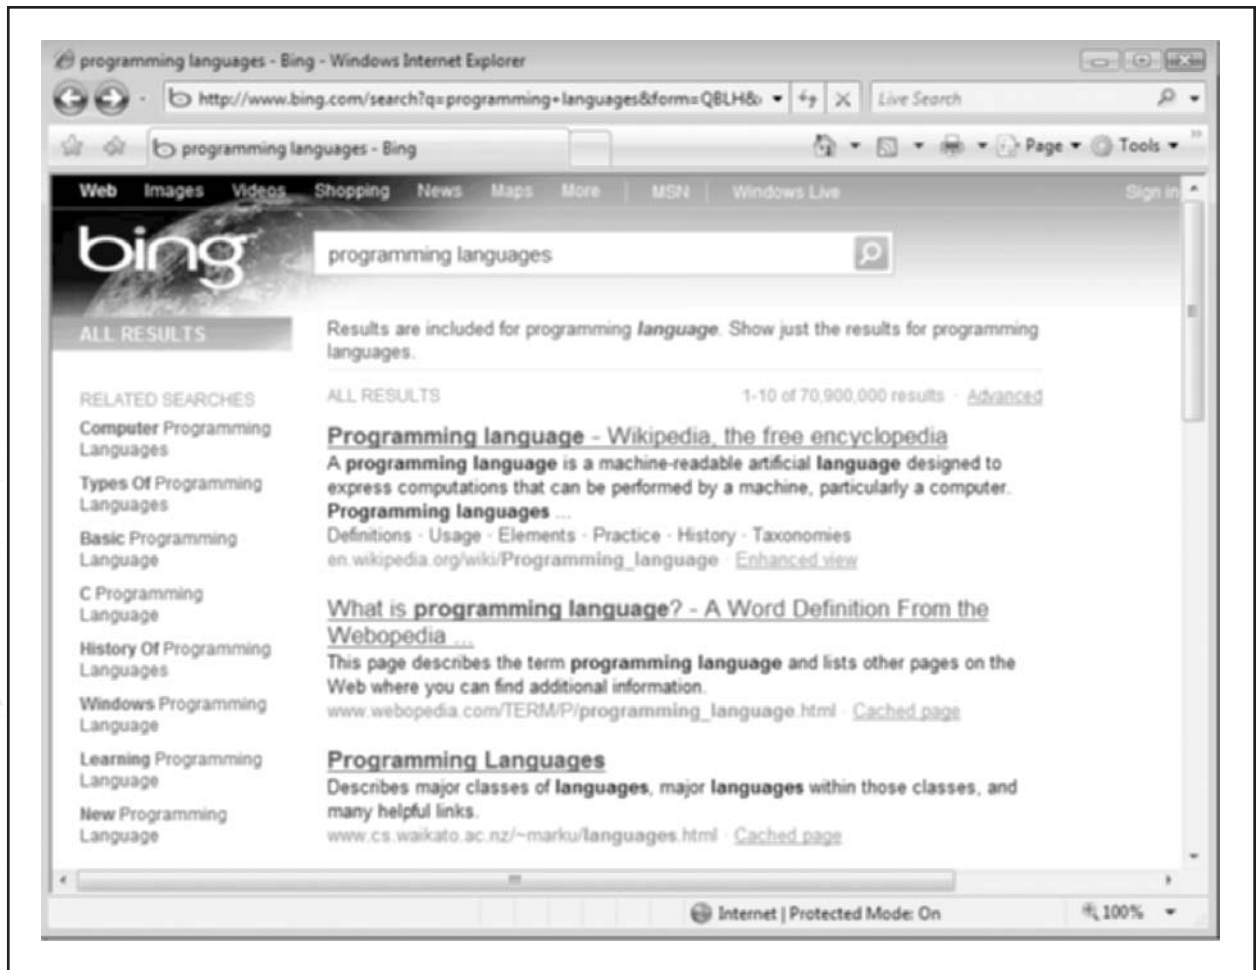 programming languages - Bing - Windows Internet Explorer
http://www.bing.com/search?q=programming+languages&form=QBLH&
Live Search
programming languages - Bing
Page
Tools
Web Images Videos Shopping News Maps More MSN Windows Live Sign in
bing
programming languages
ALL RESULTS
Results are included for programming language. Show just the results for programming
languages.
ALL RESULTS 1-10 of 70,900,000 results · Advanced
RELATED SEARCHES
Computer Programming
Languages
Types Of Programming
Languages
Basic Programming
Language
C Programming
Language
History Of Programming
Languages
Windows Programming
Language
Learning Programming
Language
New Programming
Language
Programming language - Wikipedia, the free encyclopedia
A programming language is a machine-readable artificial language designed to
express computations that can be performed by a machine, particularly a computer.
Programming languages ...
Definitions · Usage · Elements · Practice · History · Taxonomies
en.wikipedia.org/wiki/Programming_language · Enhanced view
What is programming language? - A Word Definition From the
Webopedia ...
This page describes the term programming language and lists other pages on the
Web where you can find additional information.
www.webopedia.com/TERM/P/programming_language.html · Cached page
Programming Languages
Describes major classes of languages, major languages within those classes, and
many helpful links.
www.cs.waikato.ac.nz/~marku/languages.html · Cached page
Internet | Protected Mode: On
100%